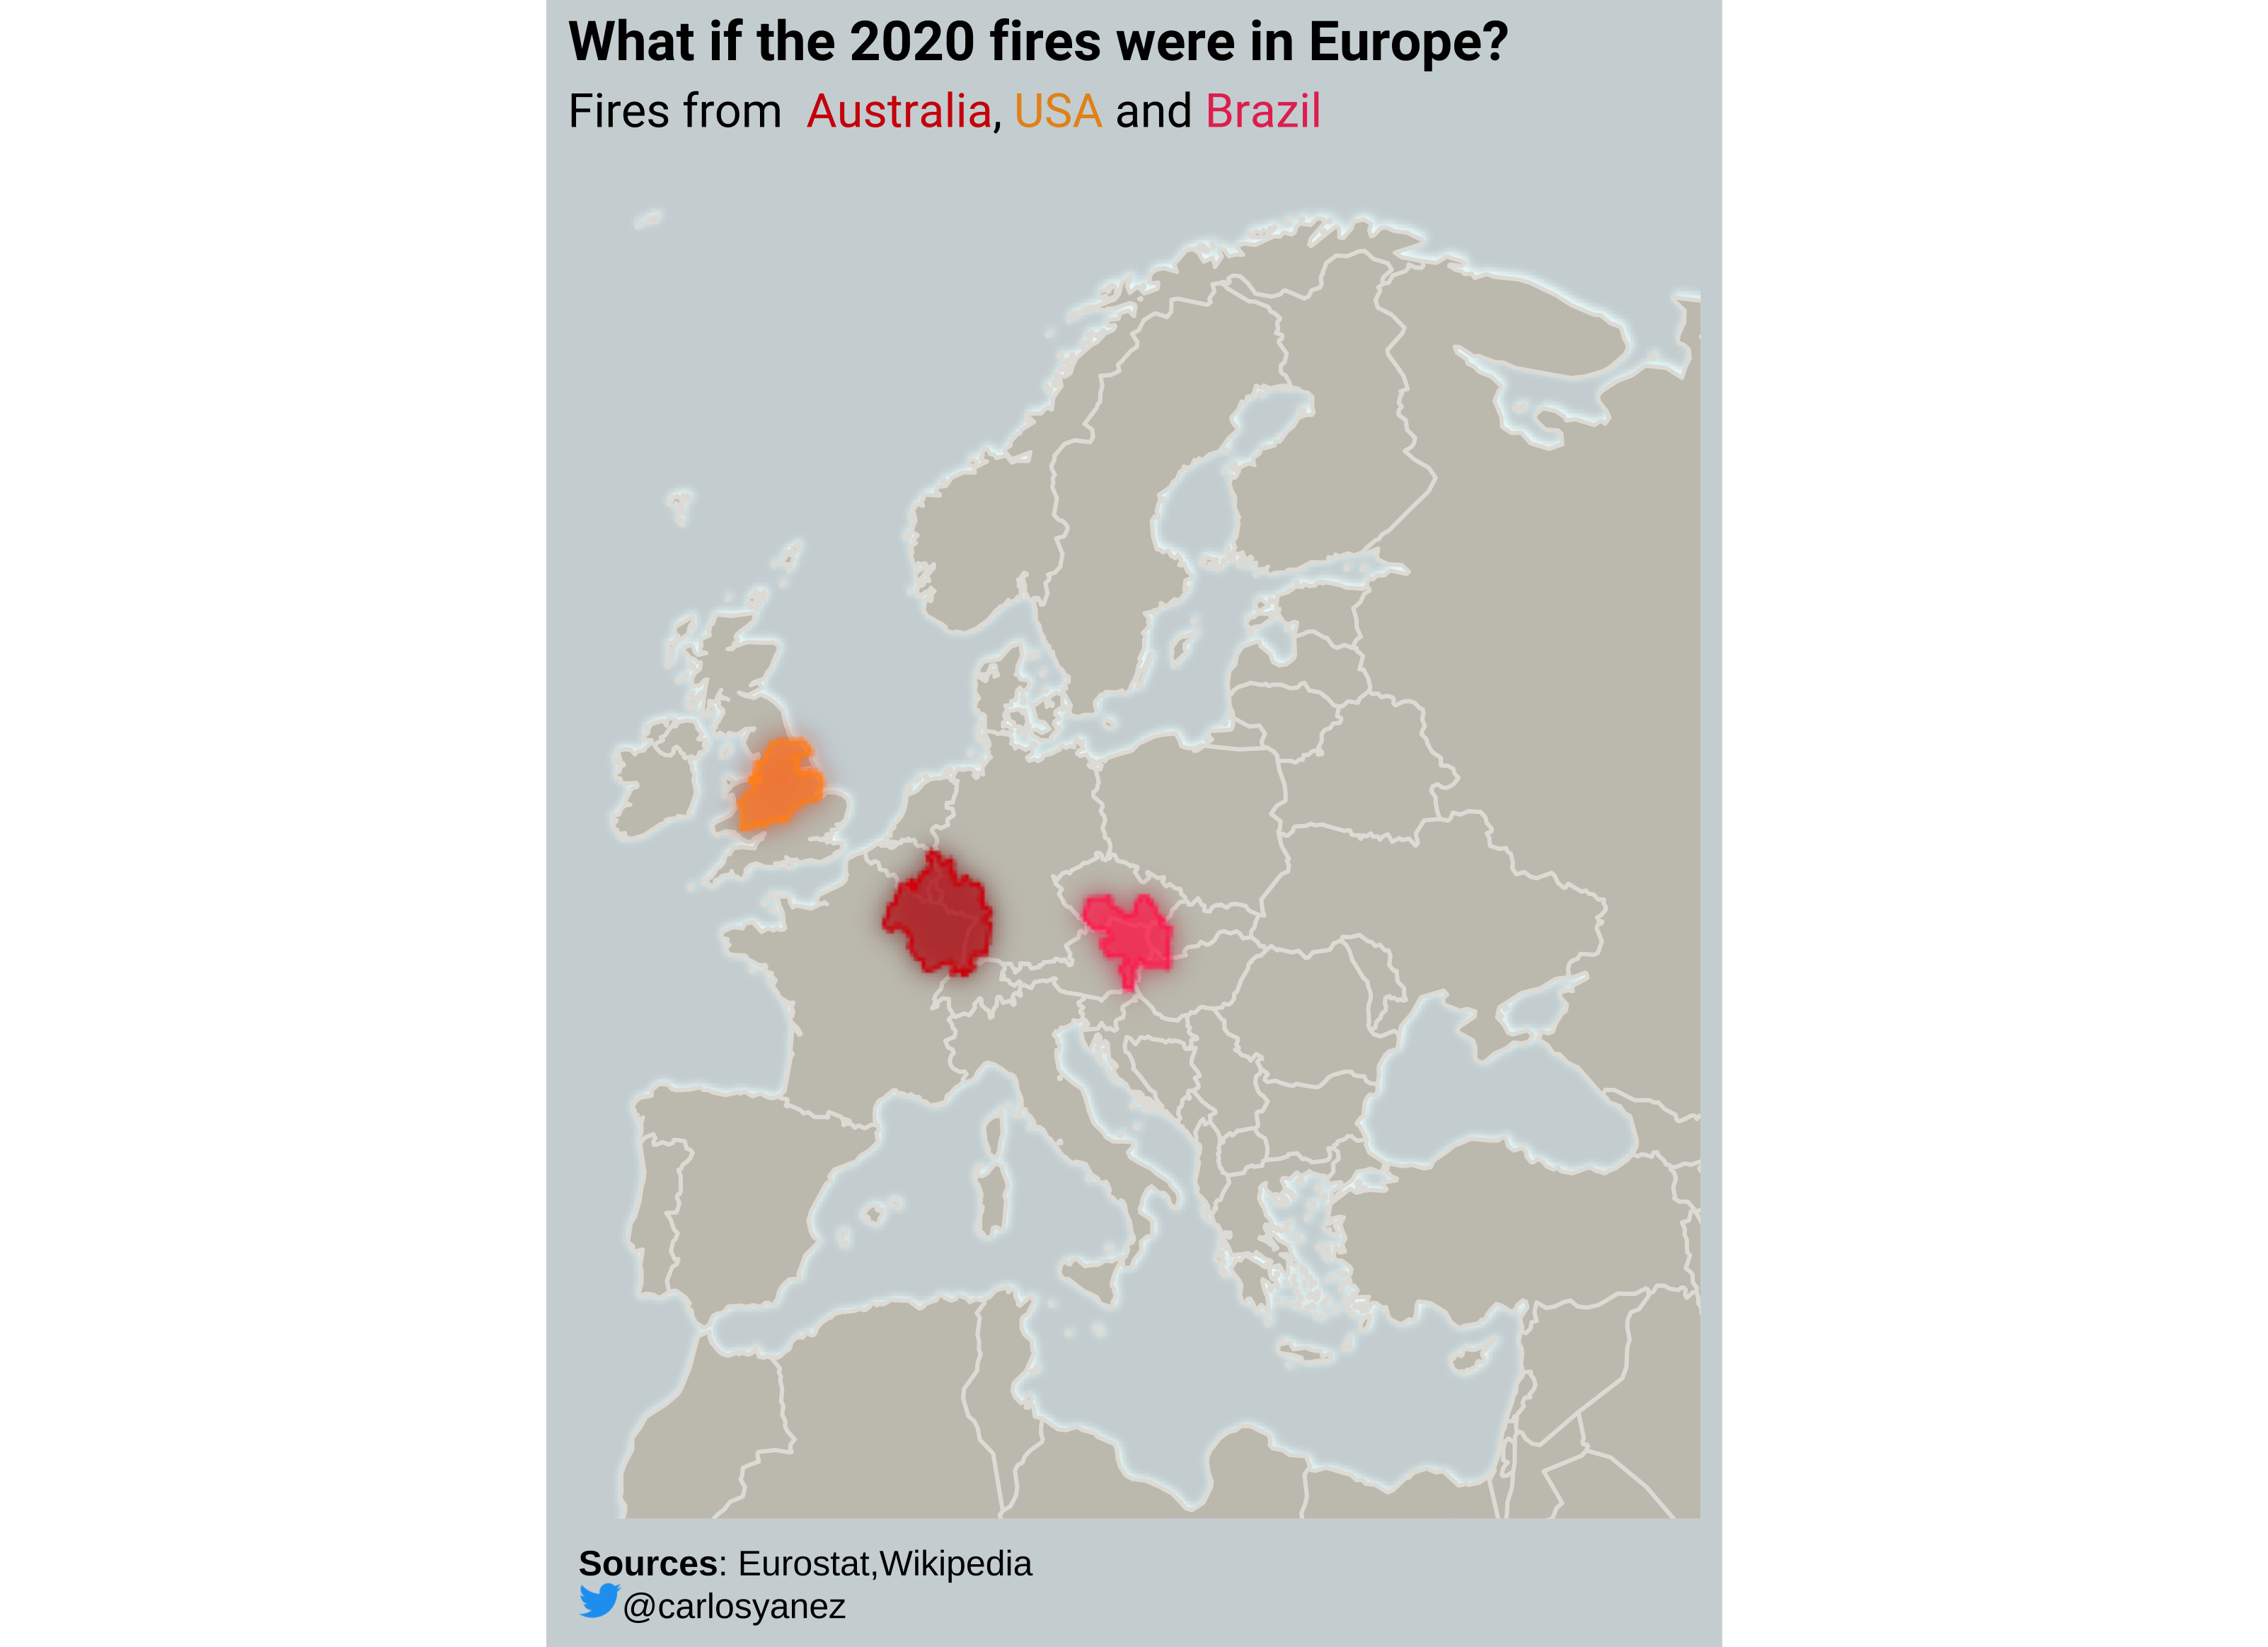 What if the 2020 fires were in Europe?
Fires from Australia, USA and Brazil
Sources: Eurostat,Wikipedia
@carlosyanez